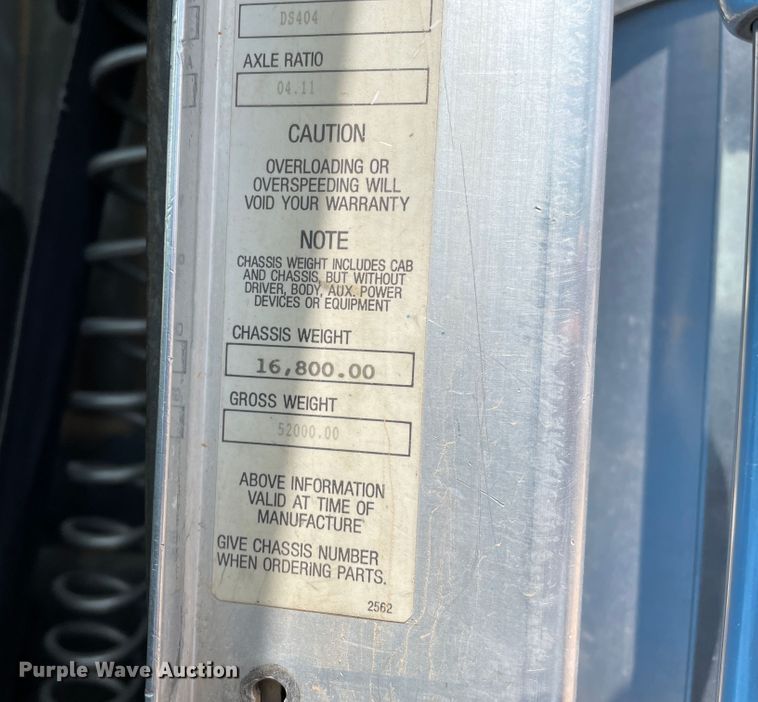 DS404
AXLE RATIO
04.11
CAUTION
OVERLOADING OR
OVERSPEEDING WILL
VOID YOUR WARRANTY
NOTE
CHASSIS WEIGHT INCLUDES CAB
AND CHASSIS, BUT WITHOUT
DRIVER, BODY, AUX. POWER
DEVICES OR EQUIPMENT
CHASSIS WEIGHT
16,800.00
GROSS WEIGHT
52000.00
ABOVE INFORMATION
VALID AT TIME OF
MANUFACTURE
GIVE CHASSIS NUMBER
WHEN ORDERING PARTS.
2562
Purple Wave Auction